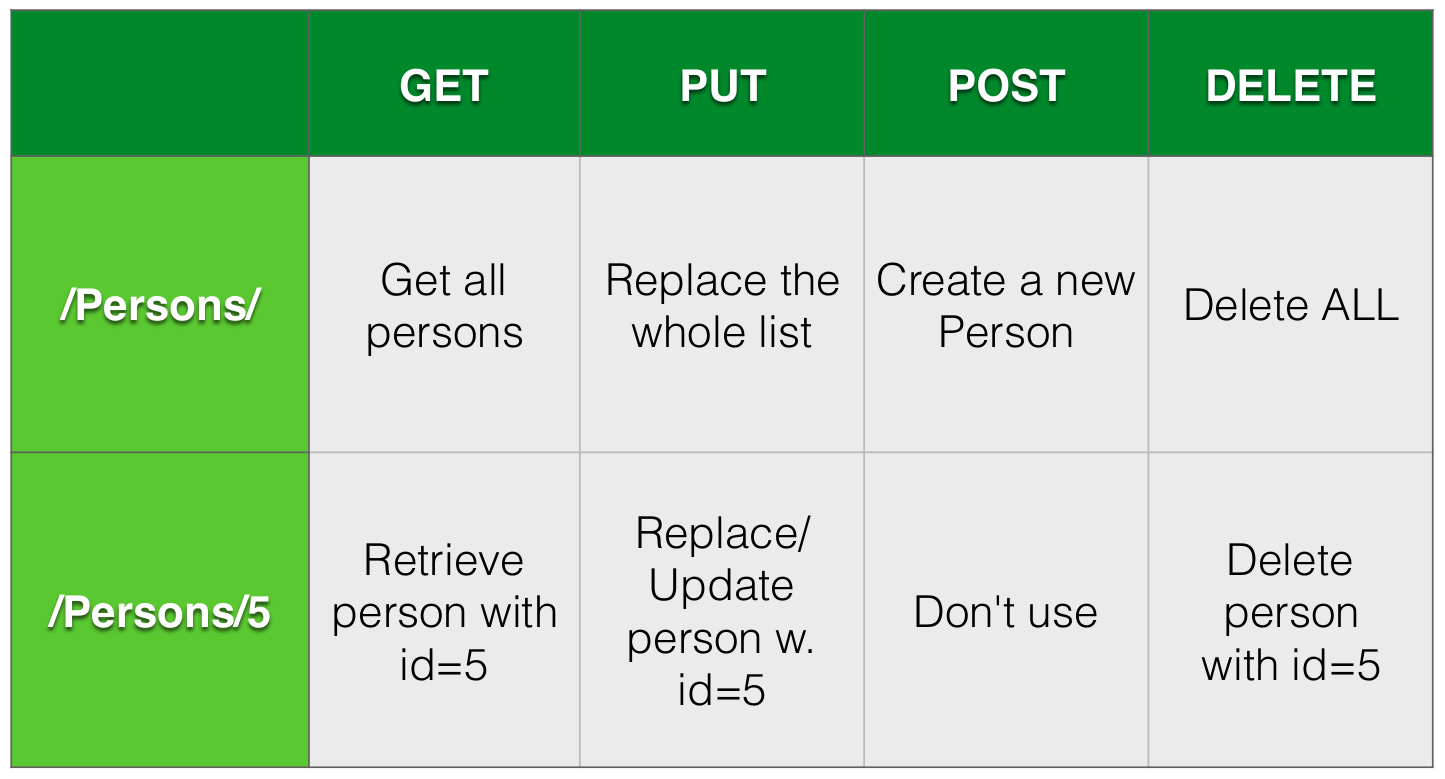 GET PUT POST DELETE
/Persons/
Get all
persons
Replace the
whole list
Create a new
Person
Delete ALL
/Persons/5
Retrieve
person with
id=5
Replace/
Update
person w.
id=5
Don't use
Delete
person
with id=5